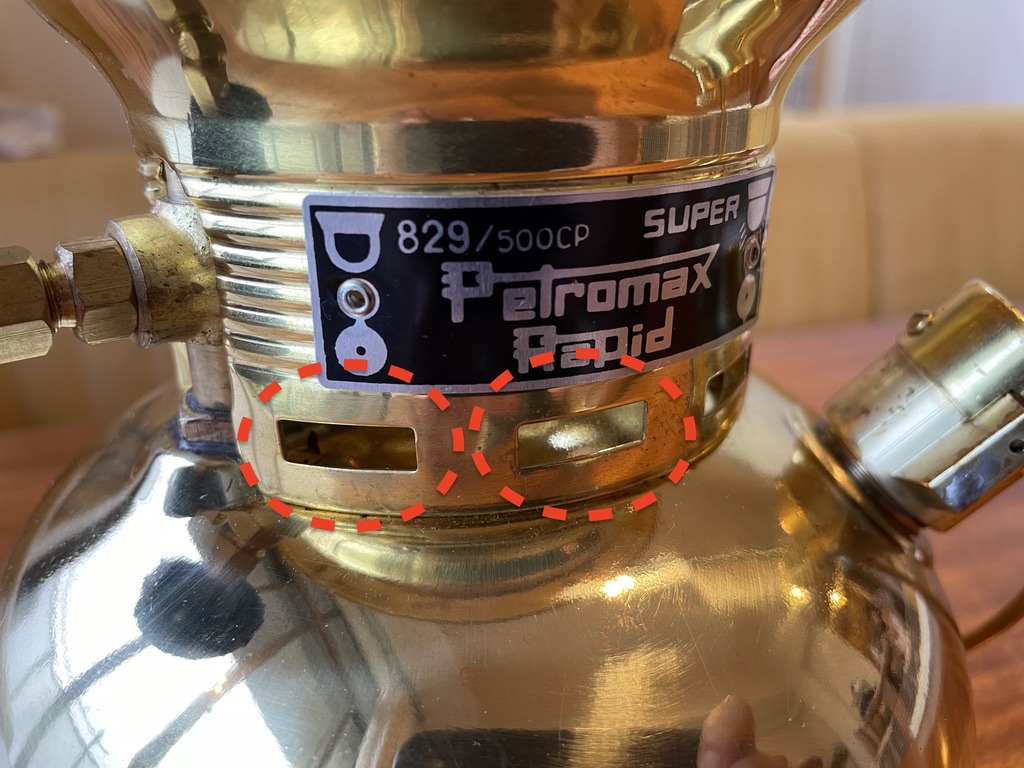 829/500CP SUPER
Petromax
Rapid